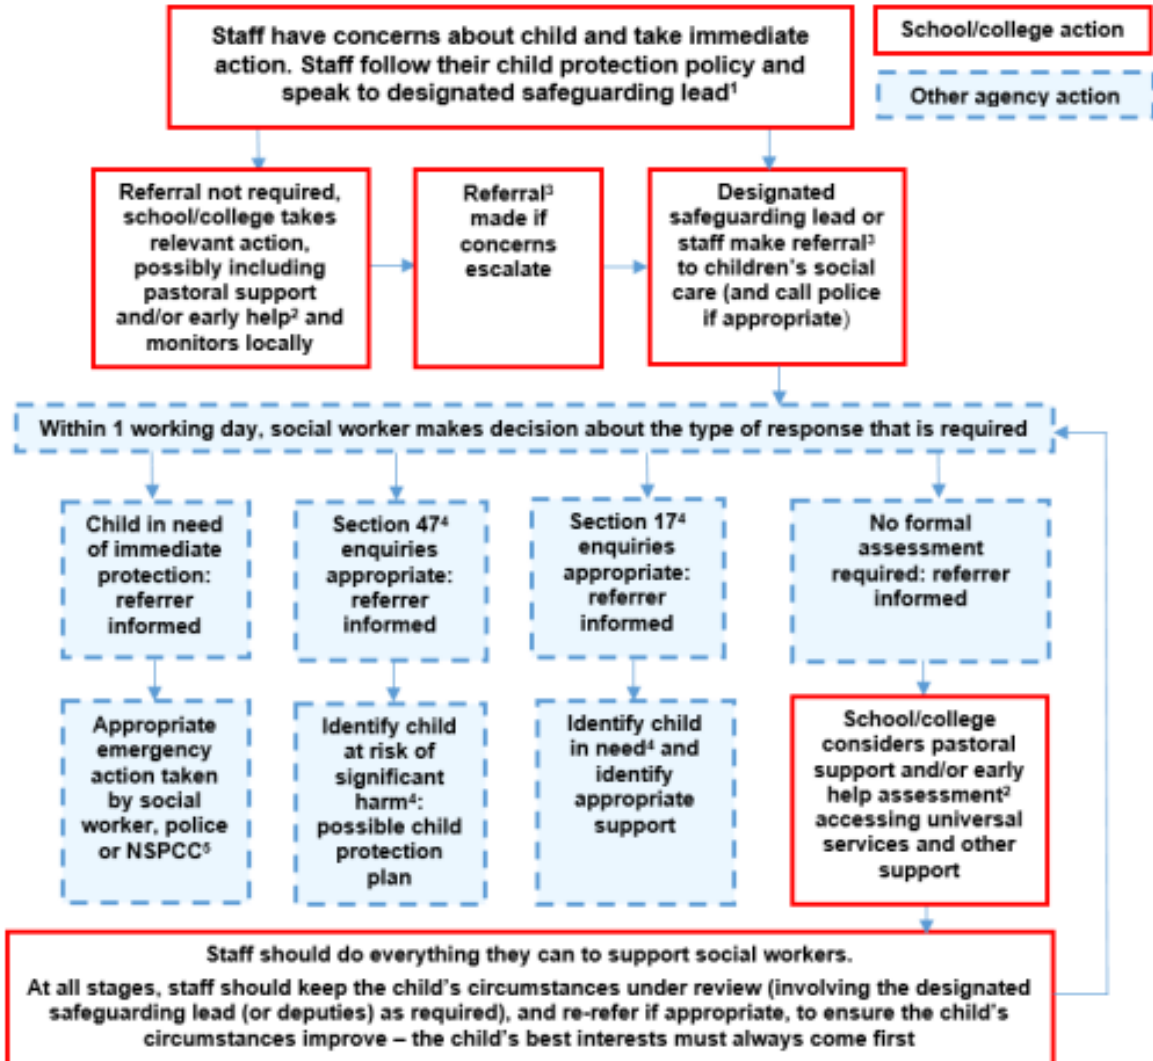 Staff have concerns about child and take immediate
action. Staff follow their child protection policy and
speak to designated safeguarding lead¹
School/college action
Other agency action
Referral not required,
school/college takes
relevant action,
possibly including
pastoral support
and/or early help² and
monitors locally
Referral³
made if
concerns
escalate
Designated
safeguarding lead or
staff make referral³
to children's social
care (and call police
if appropriate)
Within 1 working day, social worker makes decision about the type of response that is required
Child in need
of immediate
protection:
referrer
informed
Section 47⁴
enquiries
appropriate:
referrer
informed
Section 17⁴
enquiries
appropriate:
referrer
informed
No formal
assessment
required: referrer
informed
Appropriate
emergency
action taken
by social
worker, police
or NSPCC⁵
Identify child
at risk of
significant
harm⁴:
possible child
protection
plan
Identify child
in need⁴ and
identify
appropriate
support
School/college
considers pastoral
support and/or early
help assessment²
accessing universal
services and other
support
Staff should do everything they can to support social workers.
At all stages, staff should keep the child's circumstances under review (involving the designated
safeguarding lead (or deputies) as required), and re-refer if appropriate, to ensure the child's
circumstances improve – the child's best interests must always come first